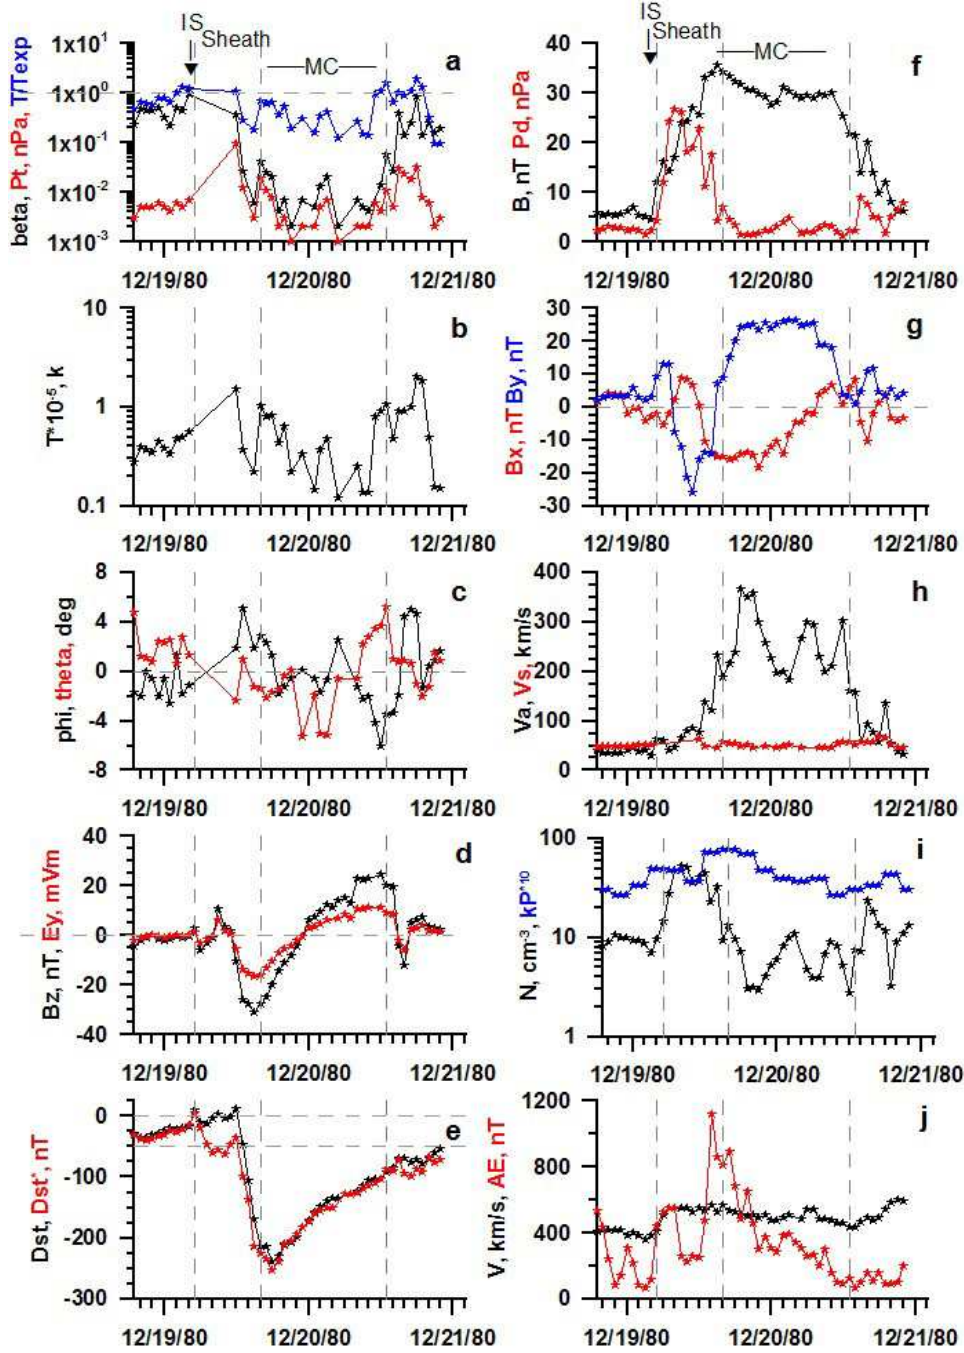 IS
Sheath
MC
a
beta, Pt, nPa, T/Texp
1x10¹
1x10⁰
1x10⁻¹
1x10⁻²
1x10⁻³
12/19/80 12/20/80 12/21/80
IS
Sheath
MC
f
B, nT Pd, nPa
40
30
20
10
0
12/19/80 12/20/80 12/21/80
b
T*10⁻⁵, k
10
1
0.1
12/19/80 12/20/80 12/21/80
g
Bx, nT By, nT
30
20
10
0
-10
-20
-30
12/19/80 12/20/80 12/21/80
c
phi, theta, deg
8
4
0
-4
-8
12/19/80 12/20/80 12/21/80
h
Va, Vs, km/s
400
300
200
100
0
12/19/80 12/20/80 12/21/80
d
Bz, nT, Ey, mVm
40
20
0
-20
-40
12/19/80 12/20/80 12/21/80
i
N, cm⁻³, kP*¹⁰
100
10
1
12/19/80 12/20/80 12/21/80
e
Dst, Dst*, nT
0
-100
-200
-300
12/19/80 12/20/80 12/21/80
j
V, km/s, AE, nT
1200
800
400
0
12/19/80 12/20/80 12/21/80